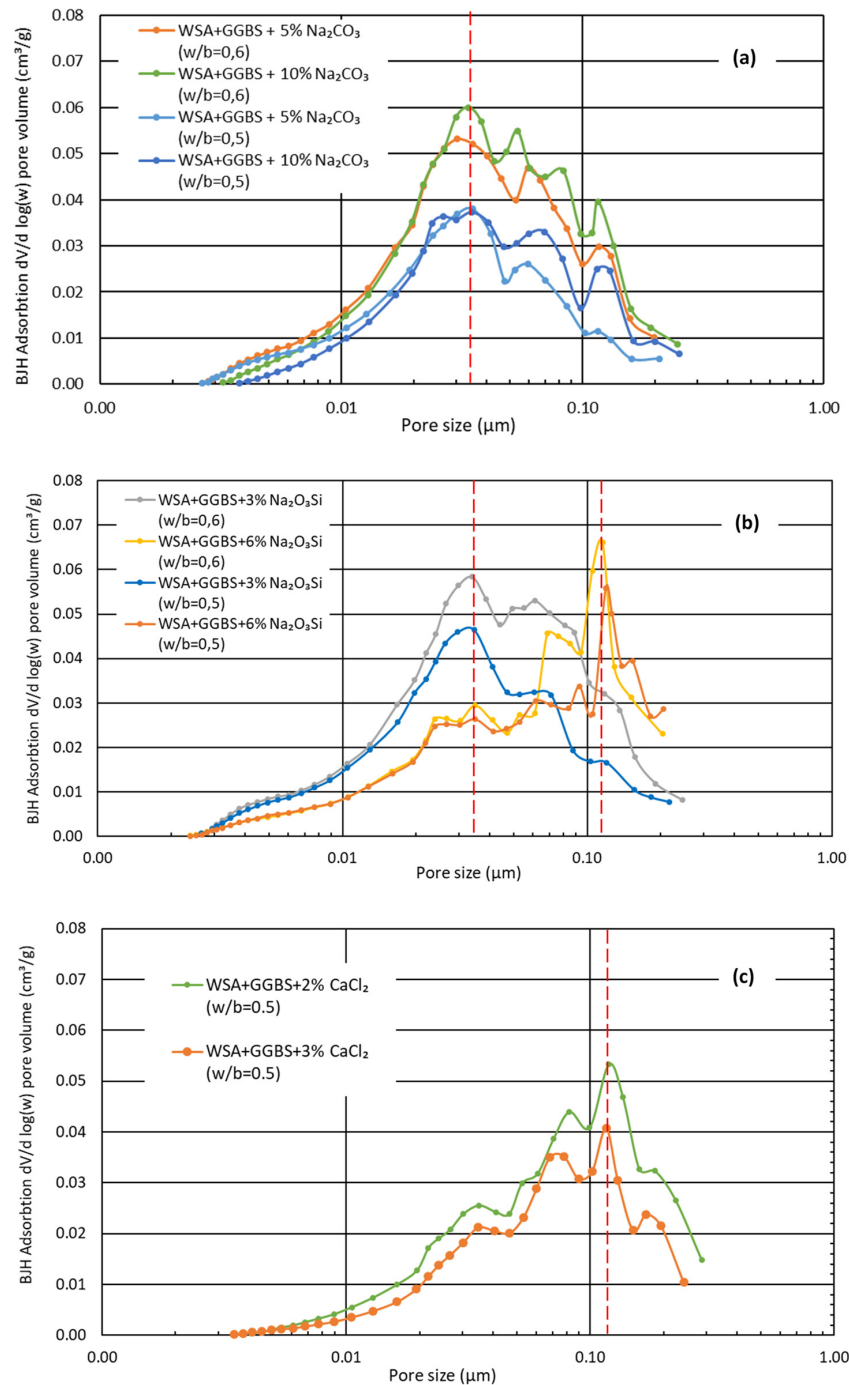 BJH Adsorbtion dV/d log(w) pore volume (cm³/g)
0.08
0.07
0.06
0.05
0.04
0.03
0.02
0.01
0.00
WSA+GGBS + 5% Na₂CO₃
(w/b=0,6)
WSA+GGBS + 10% Na₂CO₃
(w/b=0,6)
WSA+GGBS + 5% Na₂CO₃
(w/b=0,5)
WSA+GGBS + 10% Na₂CO₃
(w/b=0,5)
(a)
0.00 0.01 0.10 1.00
Pore size (μm)
BJH Adsorbtion dV/d log(w) pore volume (cm³/g)
0.08
0.07
0.06
0.05
0.04
0.03
0.02
0.01
0.00
WSA+GGBS+3% Na₂O₃Si
(w/b=0,6)
WSA+GGBS+6% Na₂O₃Si
(w/b=0,6)
WSA+GGBS+3% Na₂O₃Si
(w/b=0,5)
WSA+GGBS+6% Na₂O₃Si
(w/b=0,5)
(b)
0.00 0.01 0.10 1.00
Pore size (μm)
BJH Adsorbtion dV/d log(w) pore volume (cm³/g)
0.08
0.07
0.06
0.05
0.04
0.03
0.02
0.01
0.00
WSA+GGBS+2% CaCl₂
(w/b=0.5)
WSA+GGBS+3% CaCl₂
(w/b=0.5)
(c)
0.00 0.01 0.10 1.00
Pore size (μm)